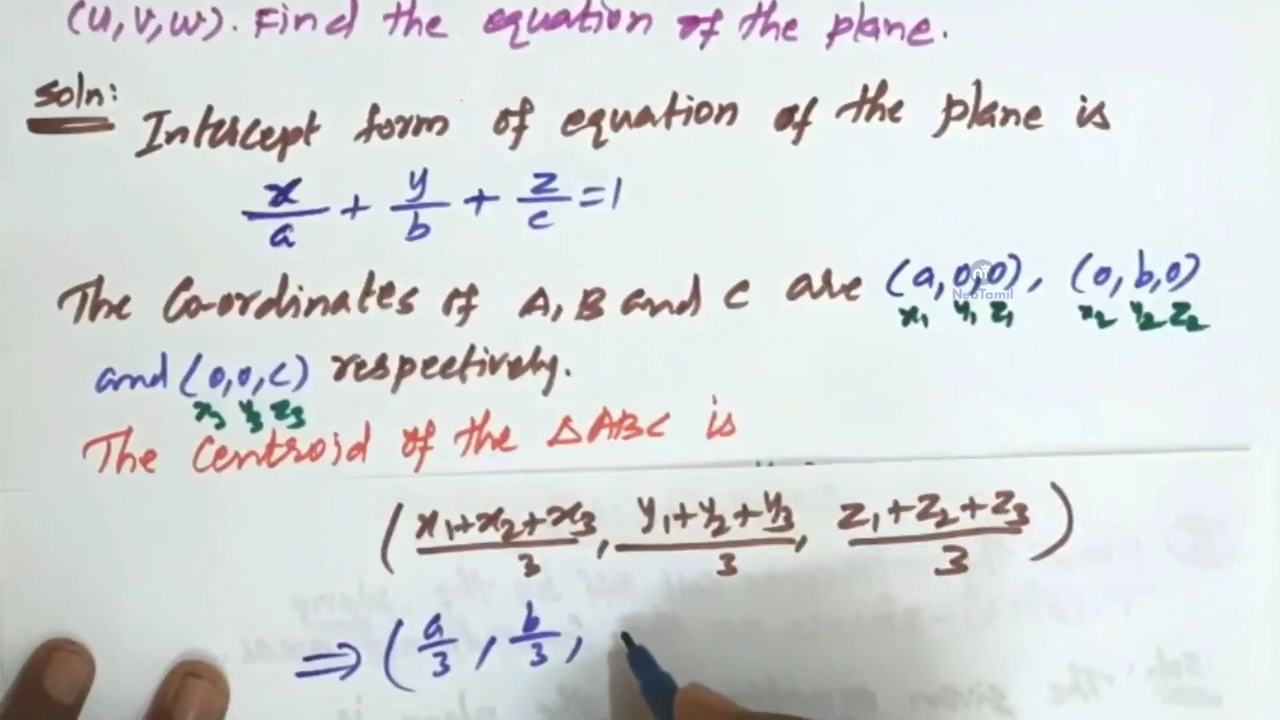 (u,v,w). Find the equation of the plane.
Soln:
Intercept form of equation of the plane is
x/a + y/b + z/c = 1
The Co-ordinates of A, B and C are (a,0,0), (0,b,0)
NeoTamil
x₁ y₁ z₁ x₂ y₂ z₂
and (0,0,c) respectively.
x₃ y₃ z₃
The Centroid of the ΔABC is
(x₁+x₂+x₃/3, y₁+y₂+y₃/3, z₁+z₂+z₃/3)
⇒ (a/3, b/3,